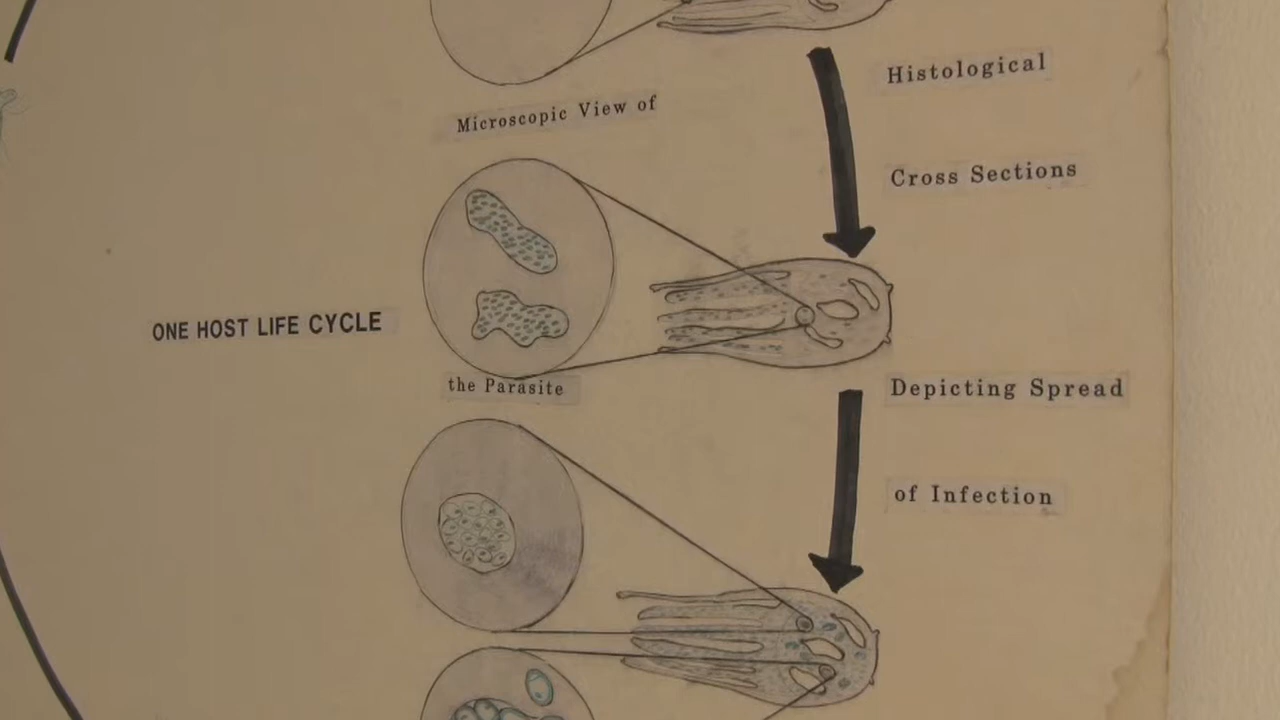 Histological
Microscopic View of
Cross Sections
ONE HOST LIFE CYCLE
the Parasite
Depicting Spread
of Infection